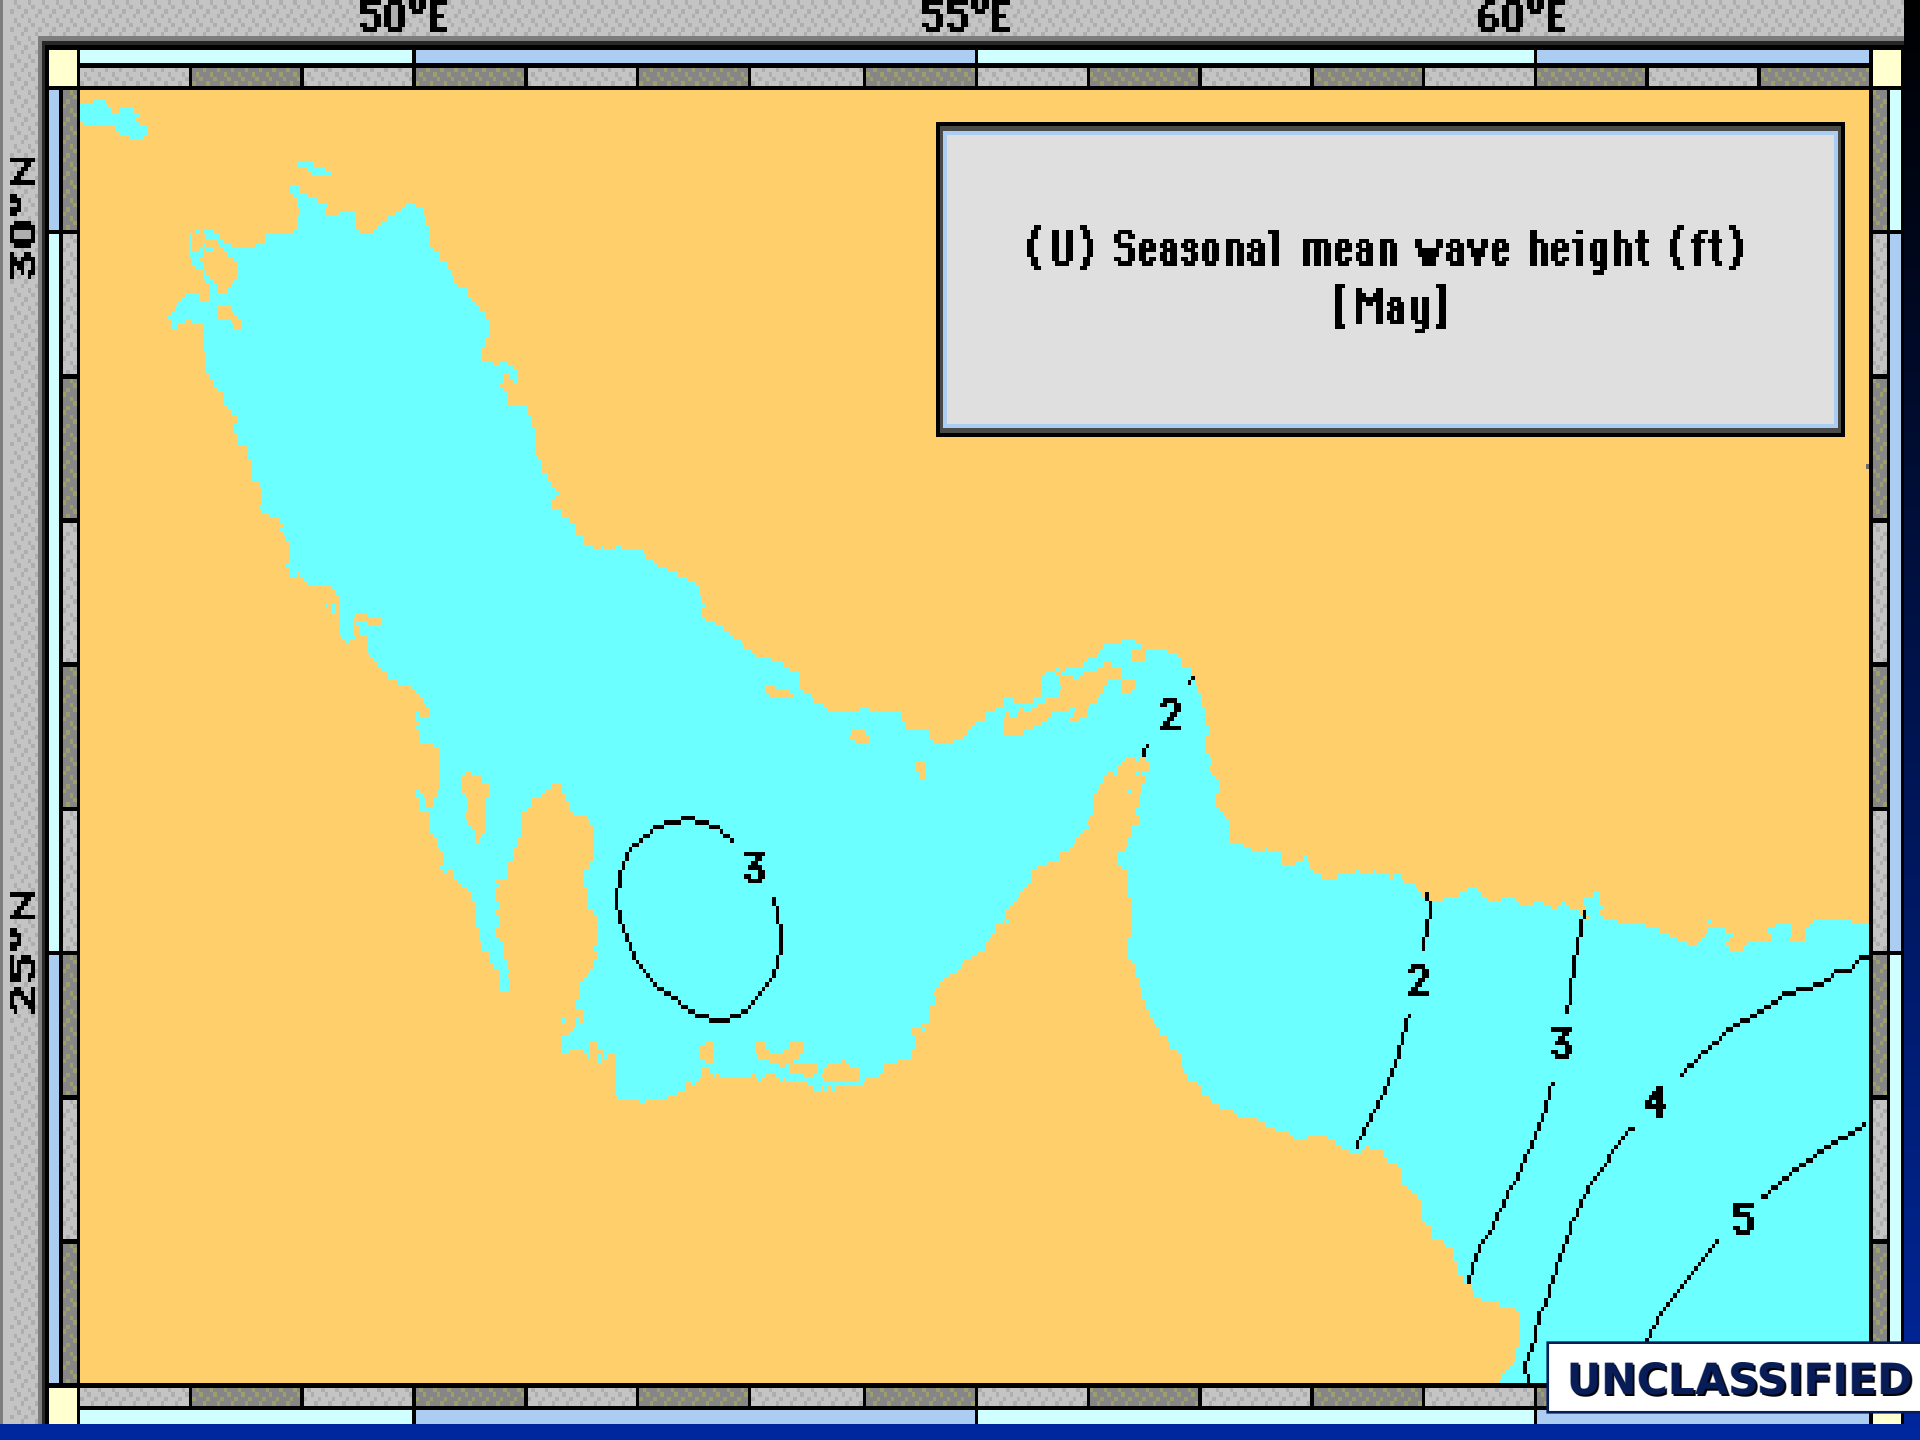 50°E 55°E 60°E
30°N
(U) Seasonal mean wave height (ft)
[May]
2
3
25°N
2
3
4
5
UNCLASSIFIED